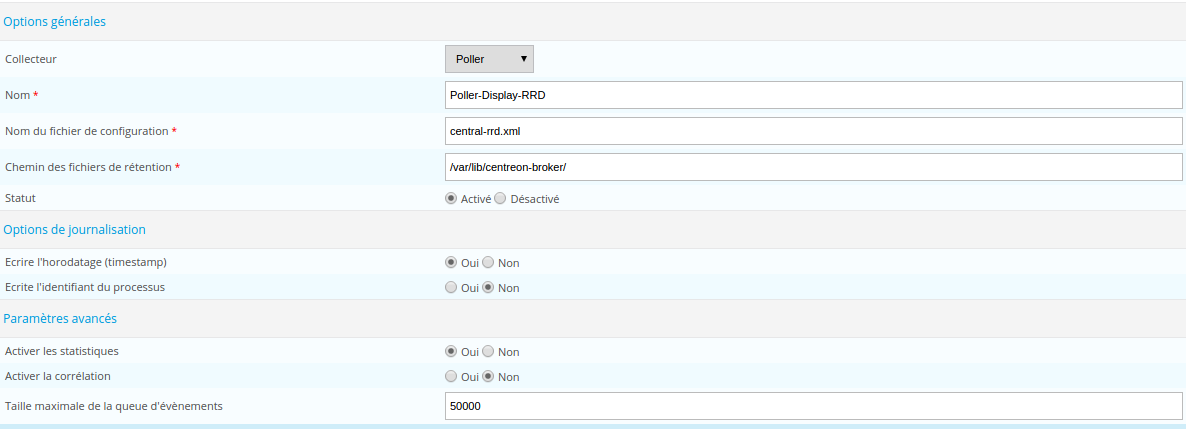 Options générales
Collecteur Poller
Nom * Poller-Display-RRD
Nom du fichier de configuration * central-rrd.xml
Chemin des fichiers de rétention * /var/lib/centreon-broker/
Statut Activé Désactivé
Options de journalisation
Ecrire l'horodatage (timestamp) Oui Non
Ecrite l'identifiant du processus Oui Non
Paramètres avancés
Activer les statistiques Oui Non
Activer la corrélation Oui Non
Taille maximale de la queue d'évènements 50000